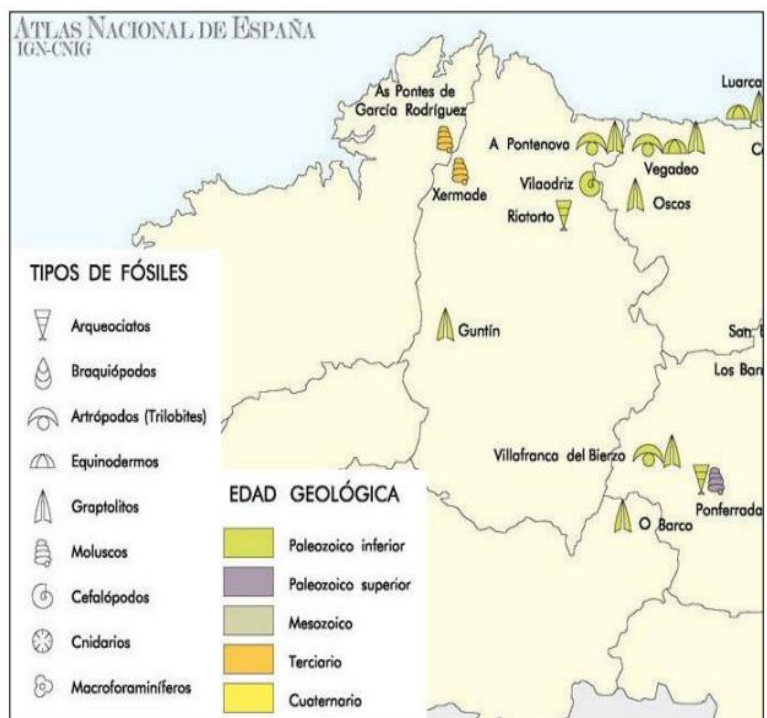 ATLAS NACIONAL DE ESPAÑA
IGN-CNIG
As Pontes de
García Rodríguez
Xermade
A Pontenova
Vilaodriz
Riotorto
Luarca
Vegadeo
Oscos
Guntín
San
Los Barr
Villafranca del Bierzo
Ponferrada
O Barco
TIPOS DE FÓSILES
Arqueociatos
Braquiópodos
Artrópodos (Trilobites)
Equinodermos
Graptolitos
Moluscos
Cefalópodos
Cnidarios
Macroforaminíferos
EDAD GEOLÓGICA
Paleozoico inferior
Paleozoico superior
Mesozoico
Terciario
Cuaternario